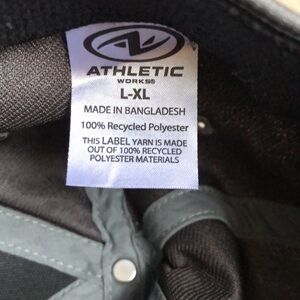 ATHLETIC
WORKS®
L-XL
MADE IN BANGLADESH
100% Recycled Polyester
THIS LABEL YARN IS MADE
OUT OF 100% RECYCLED
POLYESTER MATERIALS